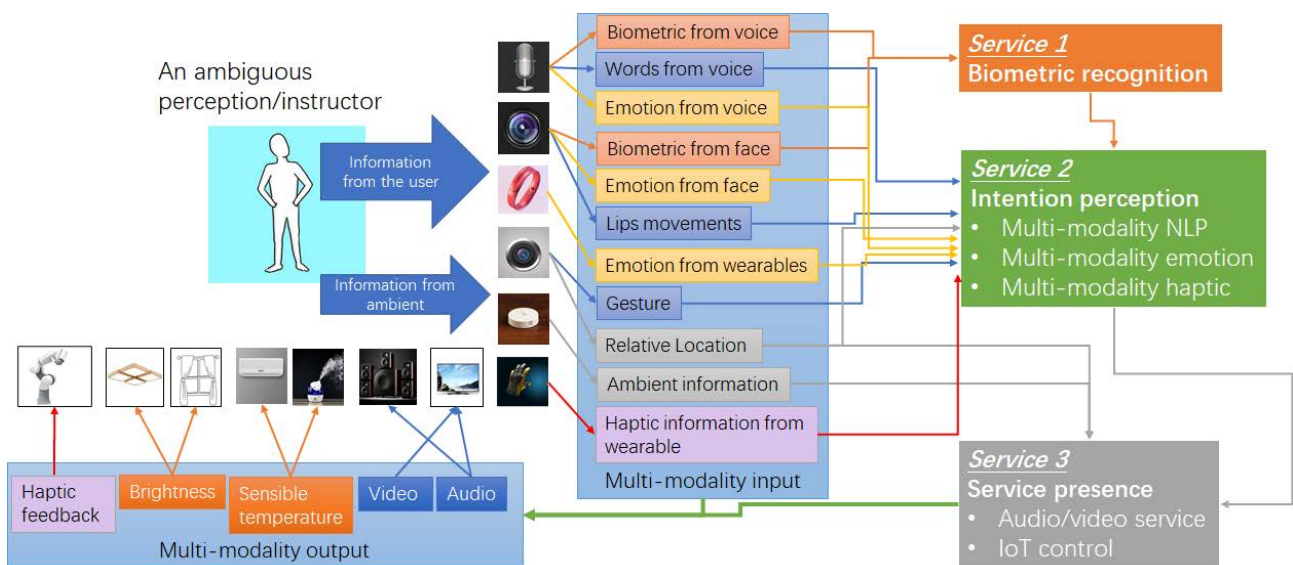 An ambiguous
perception/instructor
Information
from the user
Information from
ambient
Biometric from voice
Words from voice
Emotion from voice
Biometric from face
Emotion from face
Lips movements
Emotion from wearables
Gesture
Relative Location
Ambient information
Haptic information from
wearable
Multi-modality input
Service 1
Biometric recognition
Service 2
Intention perception
• Multi-modality NLP
• Multi-modality emotion
• Multi-modality haptic
Service 3
Service presence
• Audio/video service
• IoT control
Haptic
feedback
Brightness
Sensible
temperature
Video
Audio
Multi-modality output